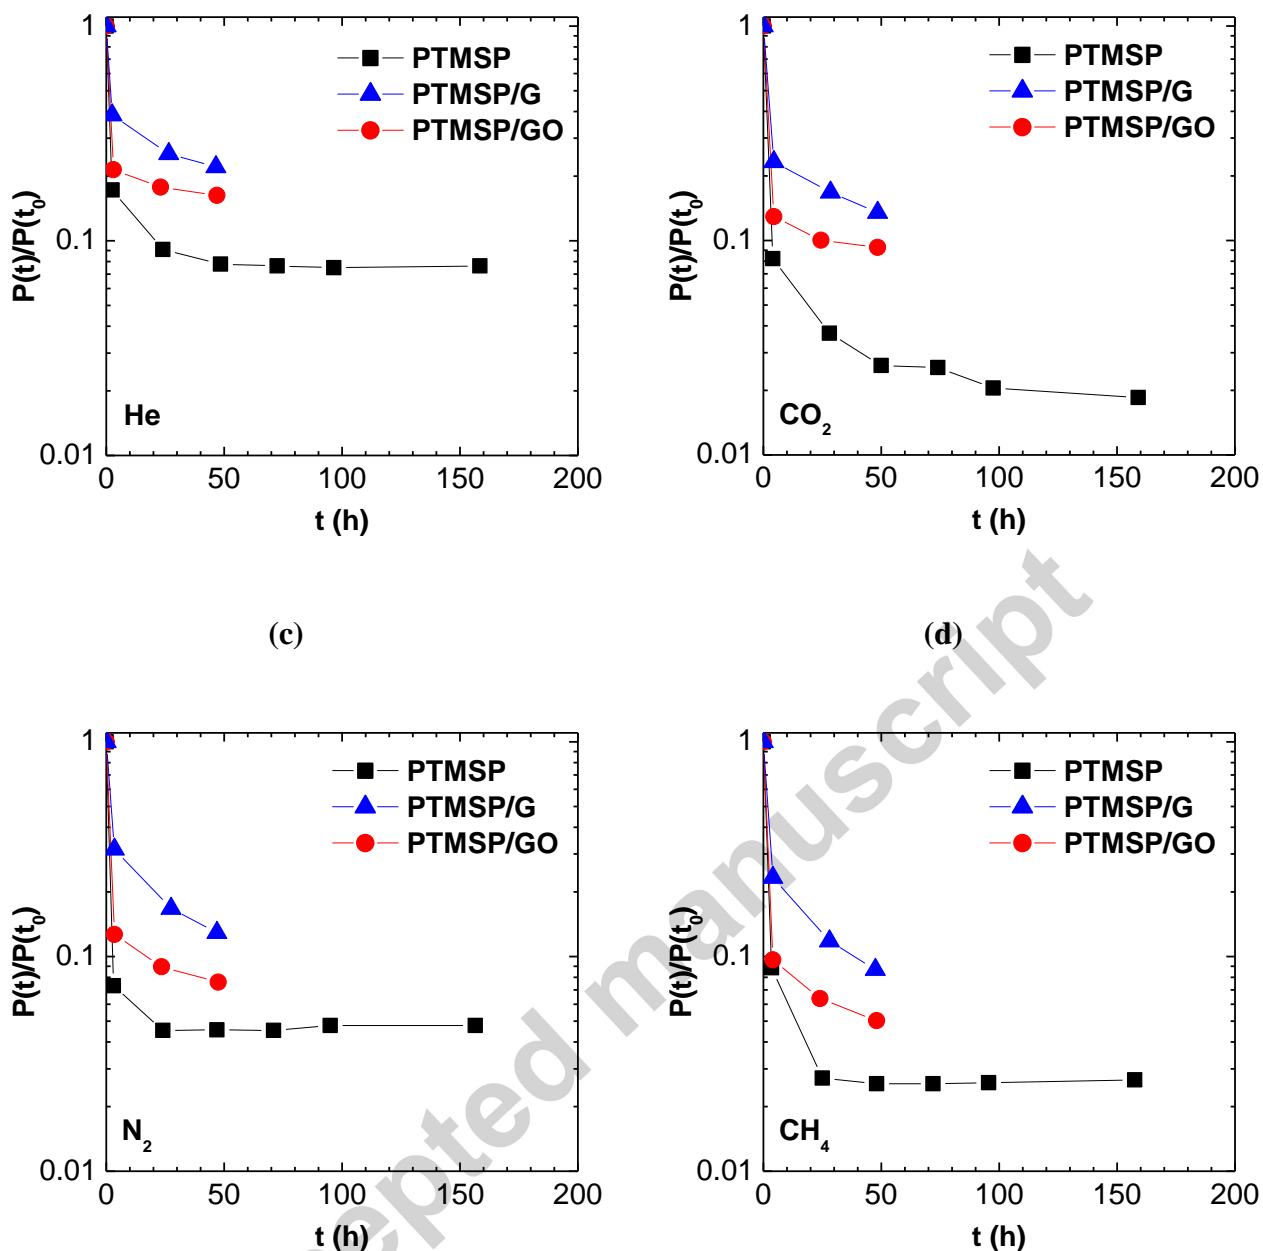 1
PTMSP
PTMSP/G
PTMSP/GO
P(t)/P(t₀)
0.1
He
0.01
0 50 100 150 200
t (h)
1
PTMSP
PTMSP/G
PTMSP/GO
P(t)/P(t₀)
0.1
CO₂
0.01
0 50 100 150 200
t (h)
(c)
(d)
1
PTMSP
PTMSP/G
PTMSP/GO
P(t)/P(t₀)
0.1
N₂
0.01
0 50 100 150 200
t (h)
1
PTMSP
PTMSP/G
PTMSP/GO
P(t)/P(t₀)
0.1
CH₄
0.01
0 50 100 150 200
t (h)
epted manuscript